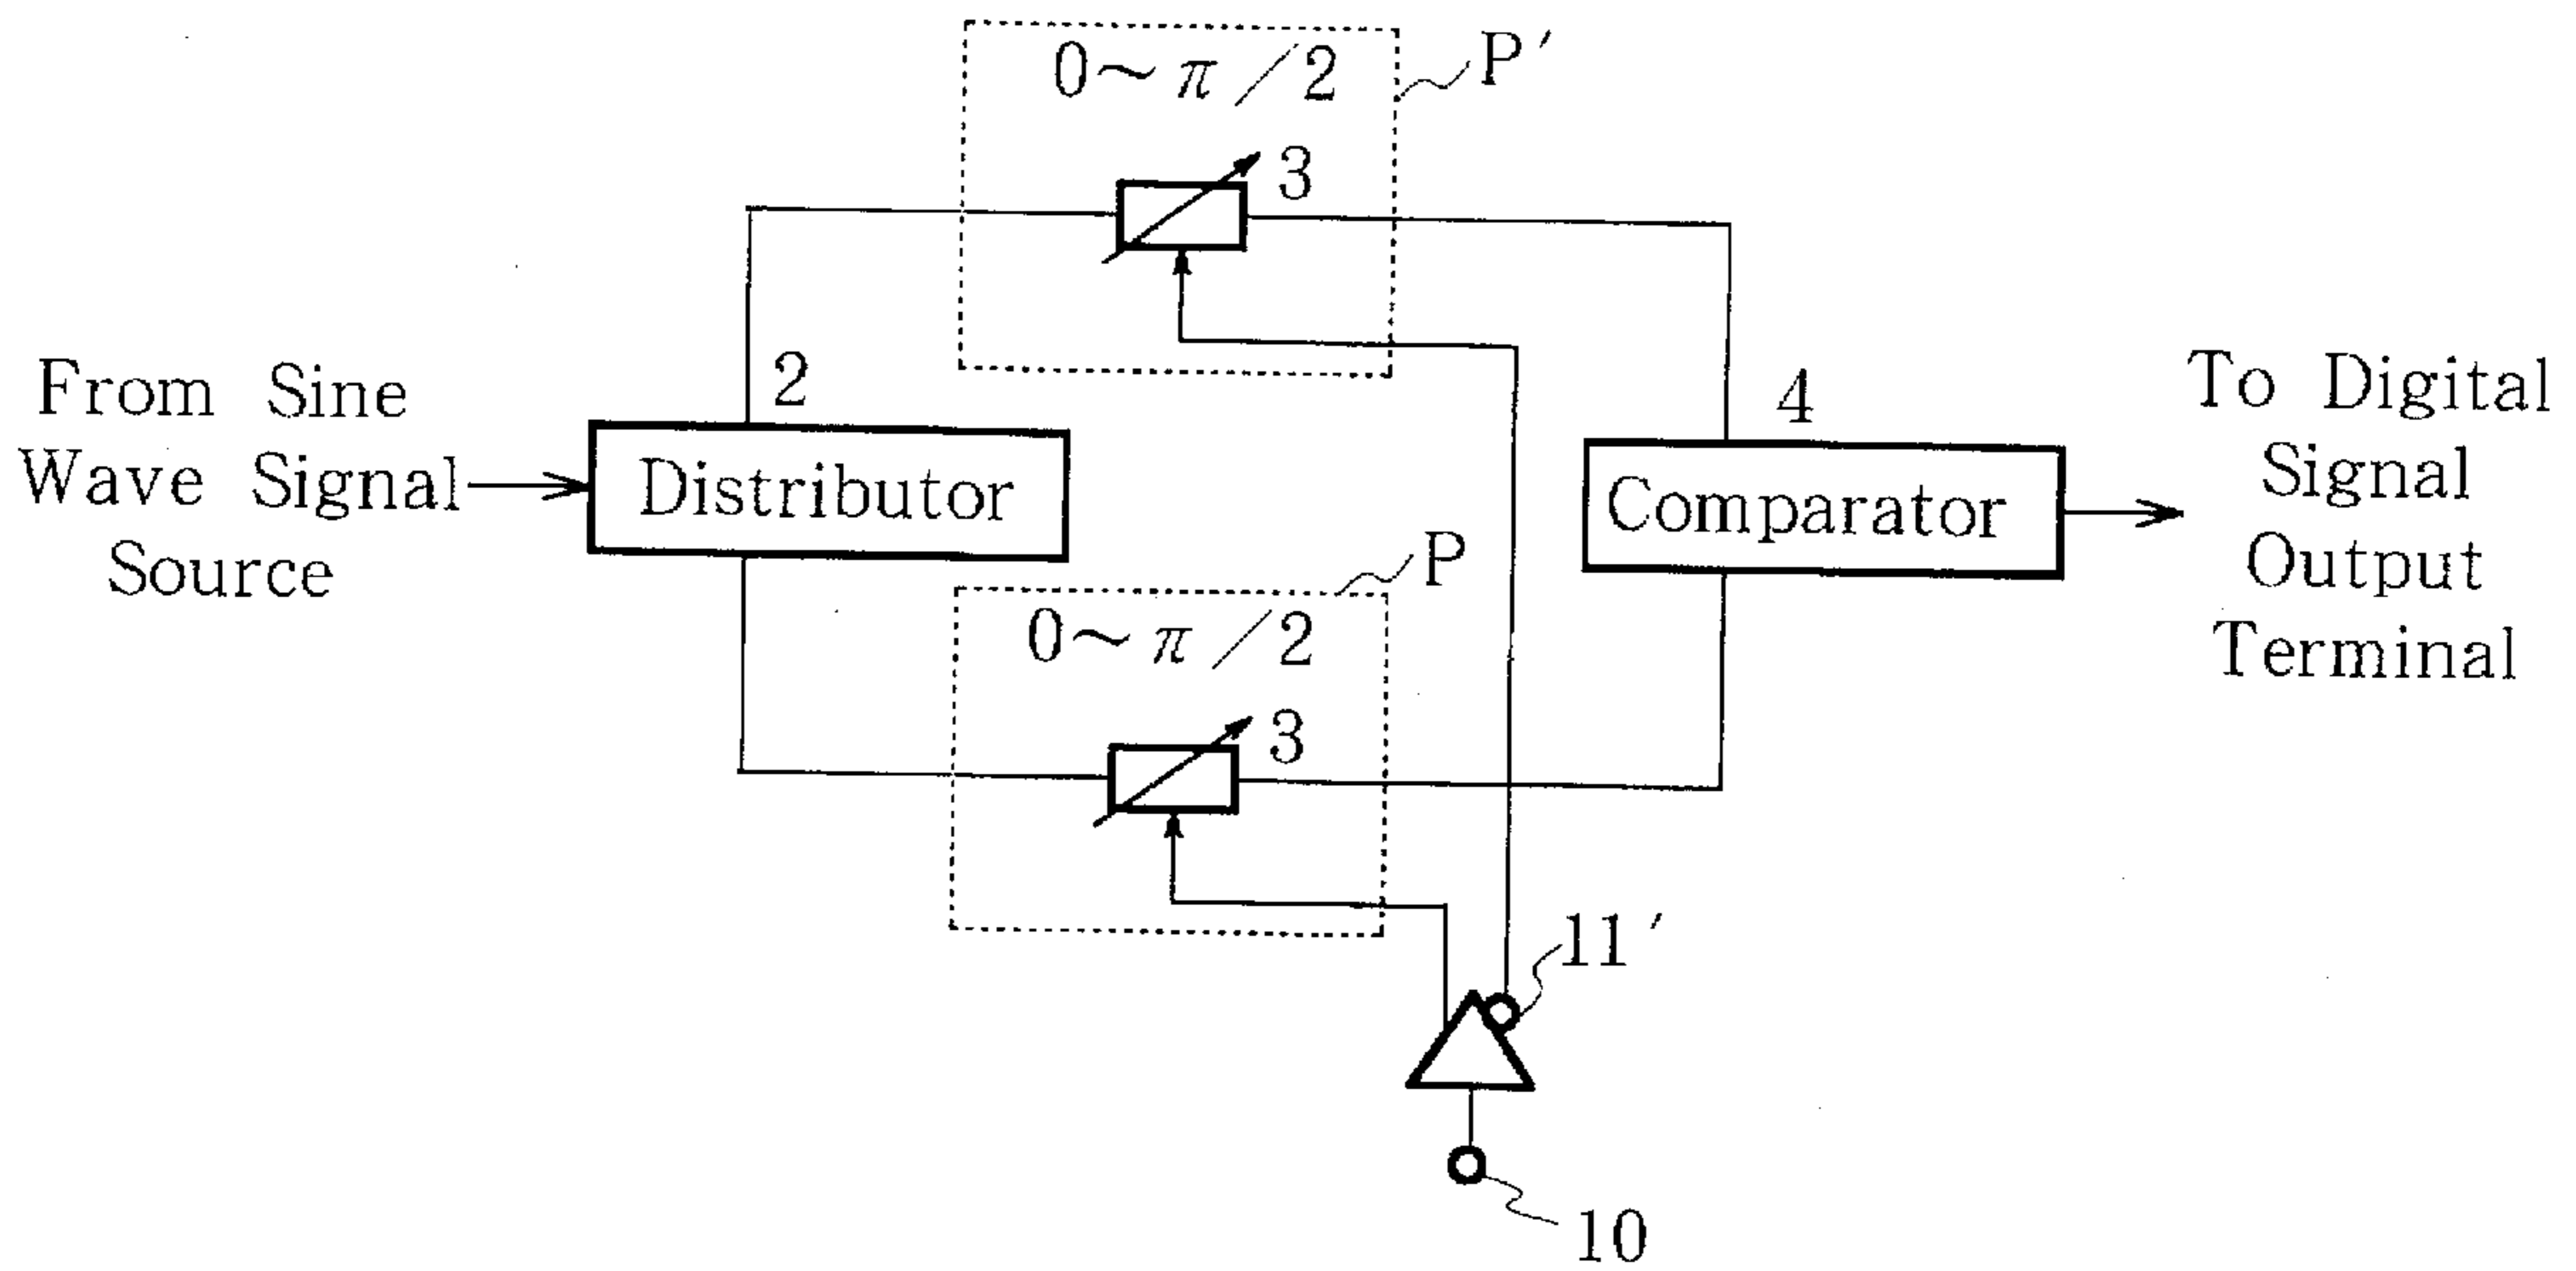 0~π/2
P'
3
From Sine
Wave Signal
Source
2
Distributor
4
Comparator
To Digital
Signal
Output
Terminal
P
0~π/2
3
11'
10